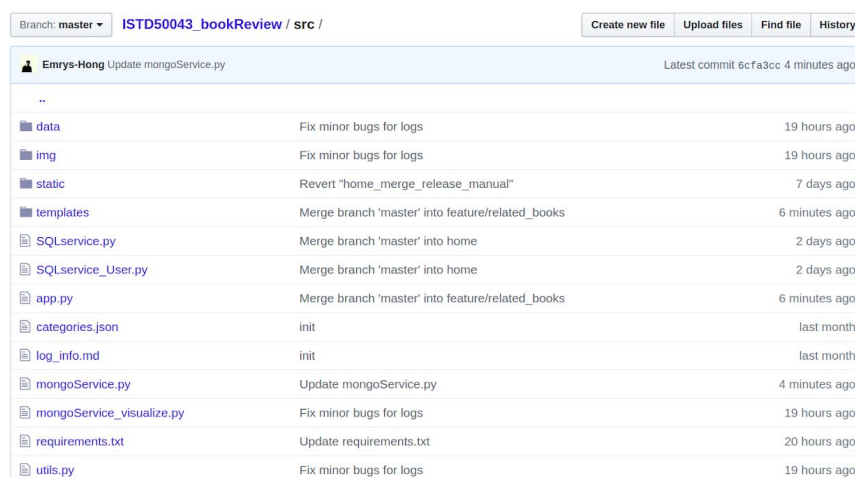 Branch: master ISTD50043_bookReview / src / Create new file Upload files Find file History
Emrys-Hong Update mongoService.py Latest commit 6cfa3cc 4 minutes ago
..
data Fix minor bugs for logs 19 hours ago
img Fix minor bugs for logs 19 hours ago
static Revert "home_merge_release_manual" 7 days ago
templates Merge branch 'master' into feature/related_books 6 minutes ago
SQLservice.py Merge branch 'master' into home 2 days ago
SQLservice_User.py Merge branch 'master' into home 2 days ago
app.py Merge branch 'master' into feature/related_books 6 minutes ago
categories.json init last month
log_info.md init last month
mongoService.py Update mongoService.py 4 minutes ago
mongoService_visualize.py Fix minor bugs for logs 19 hours ago
requirements.txt Update requirements.txt 20 hours ago
utils.py Fix minor bugs for logs 19 hours ago